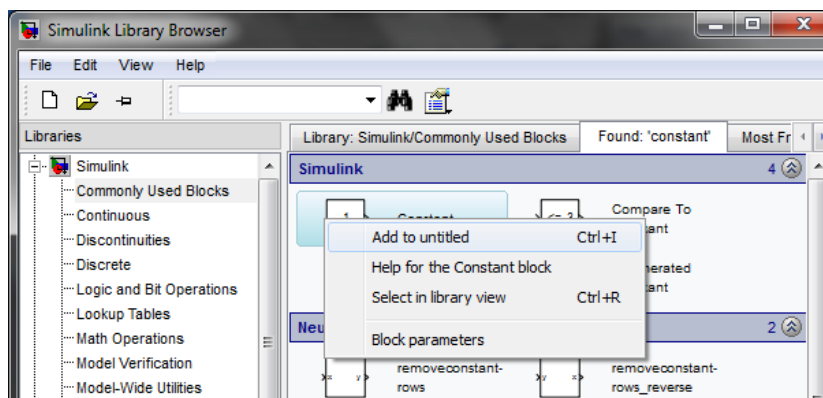 Simulink Library Browser
File Edit View Help
Libraries
Library: Simulink/Commonly Used Blocks Found: 'constant' Most Fr
Simulink
Commonly Used Blocks
Continuous
Discontinuities
Discrete
Logic and Bit Operations
Lookup Tables
Math Operations
Model Verification
Model-Wide Utilities
Simulink 4
1 Constant
<= 3 Compare To
Add to untitled Ctrl+I
Help for the Constant block
Select in library view Ctrl+R
Block parameters
Neu 2
x y removeconstant-
rows
y x removeconstant-
rows_reverse